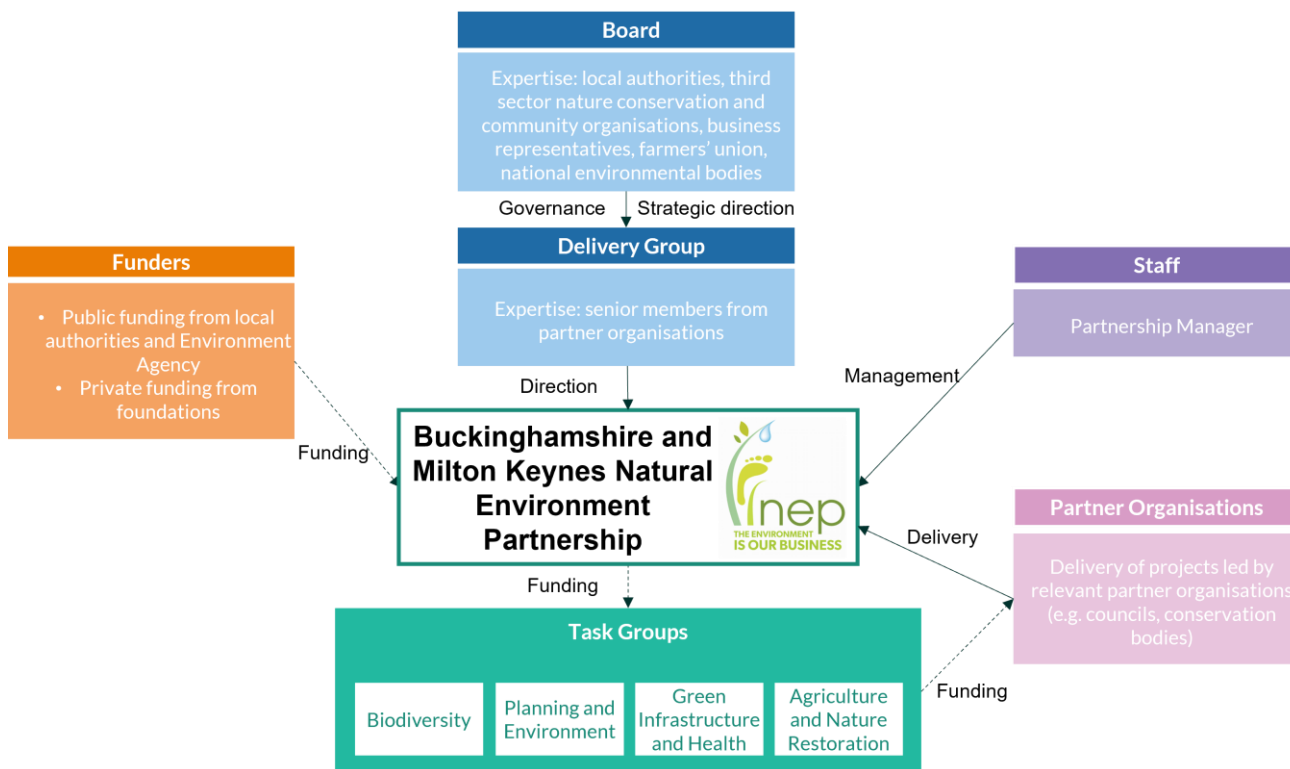 Board
Expertise: local authorities, third
sector nature conservation and
community organisations, business
representatives, farmers' union,
national environmental bodies
Governance
Strategic direction
Delivery Group
Expertise: senior members from
partner organisations
Direction
Funders
• Public funding from local
authorities and Environment
Agency
• Private funding from
foundations
Funding
Staff
Partnership Manager
Management
Buckinghamshire and
Milton Keynes Natural
Environment
Partnership
nep
THE ENVIRONMENT
IS OUR BUSINESS
Partner Organisations
Delivery of projects led by
relevant partner organisations
(e.g. councils, conservation
bodies)
Delivery
Funding
Funding
Task Groups
Biodiversity
Planning and
Environment
Green
Infrastructure
and Health
Agriculture
and Nature
Restoration